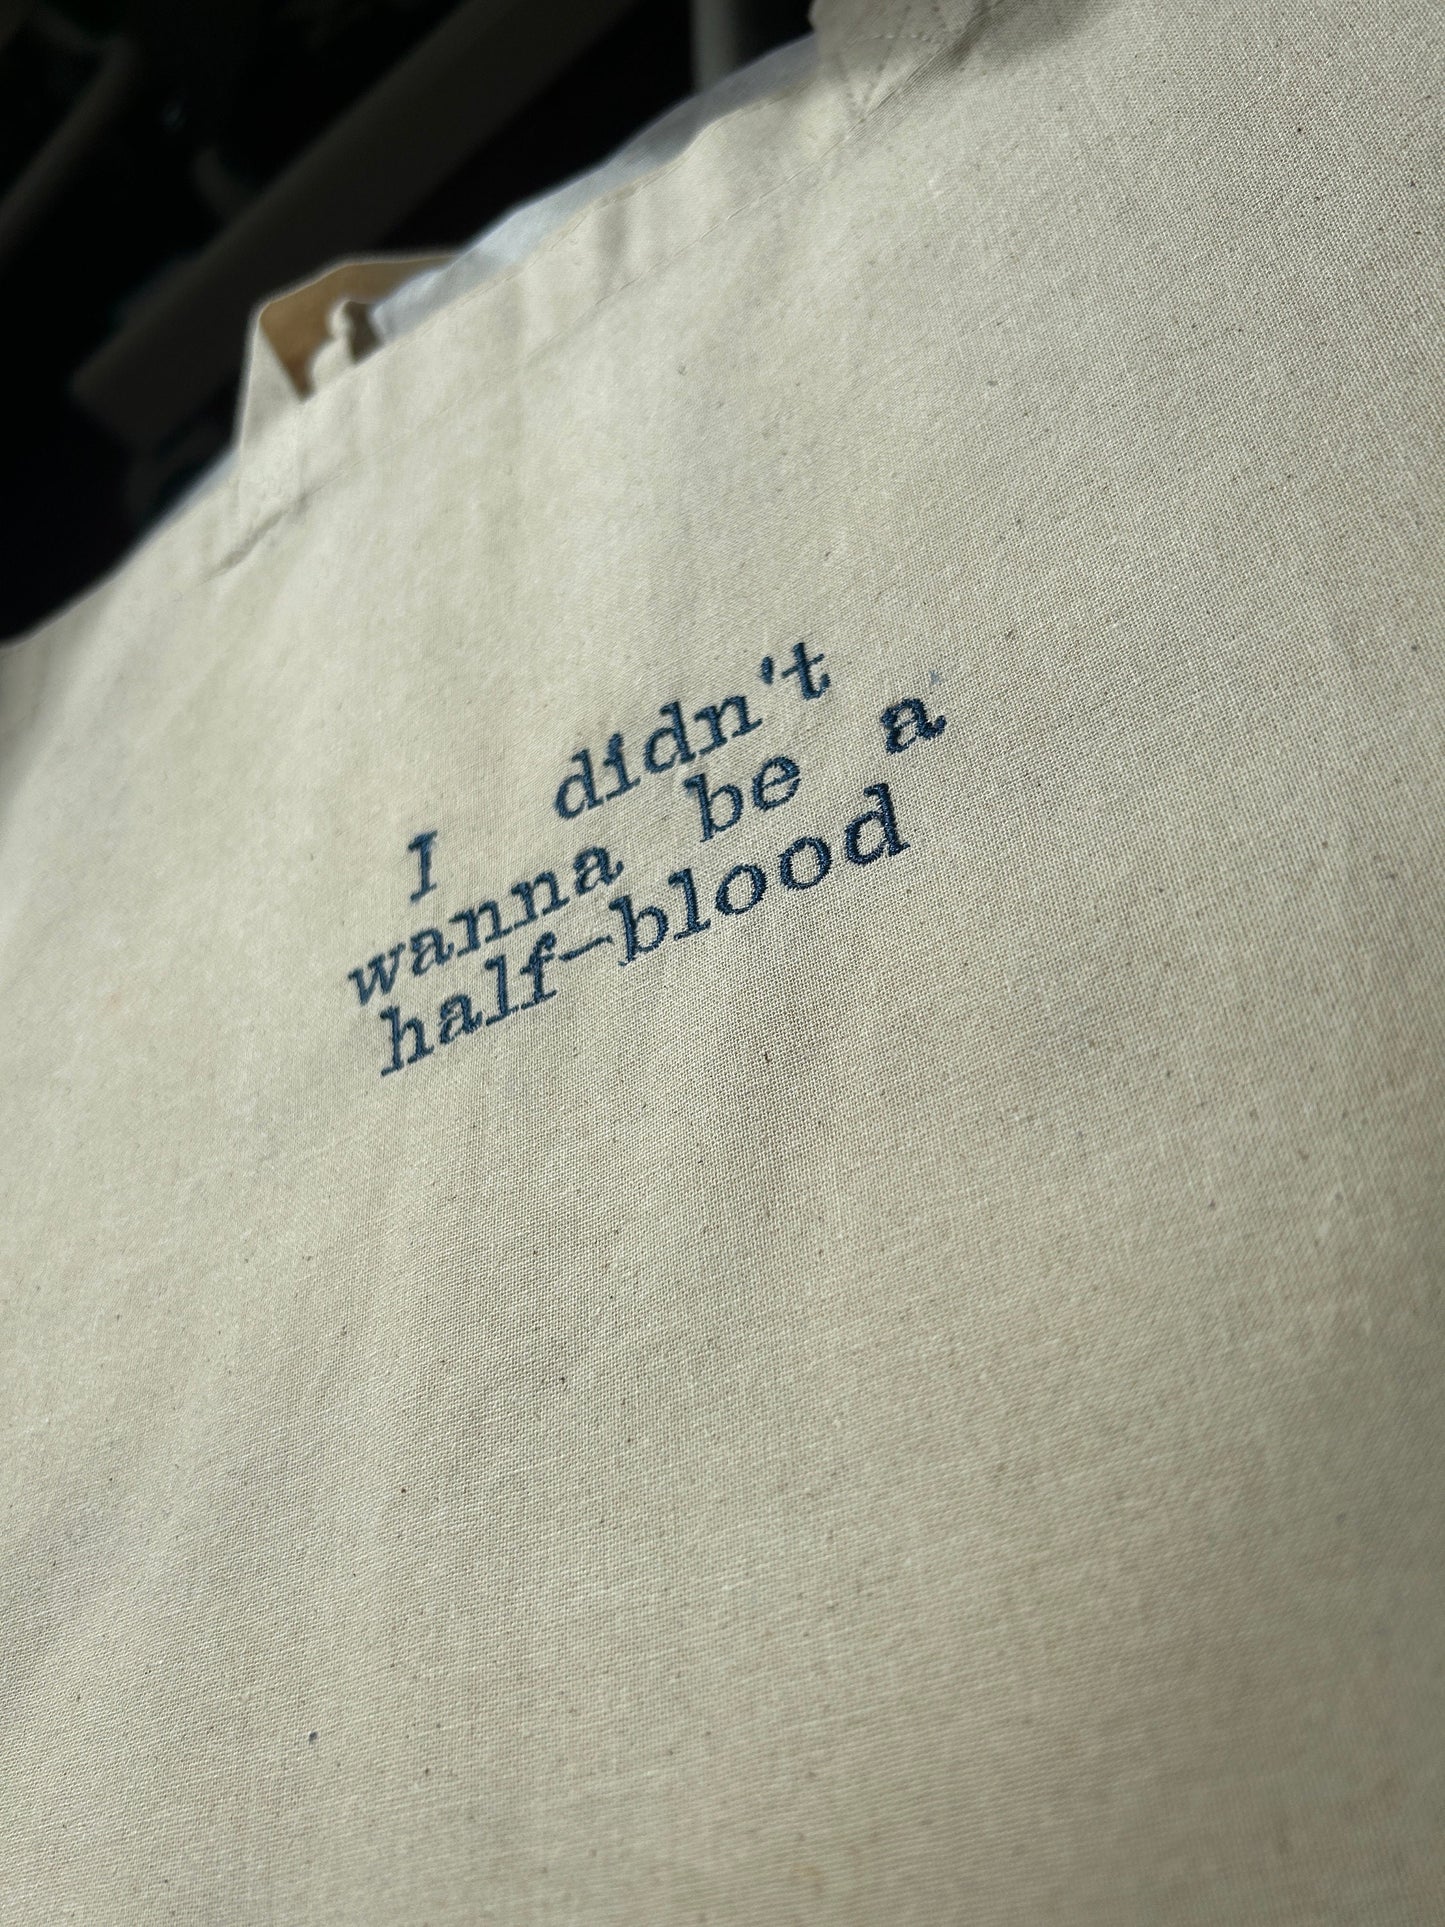 I didn't
wanna be a
half-blood